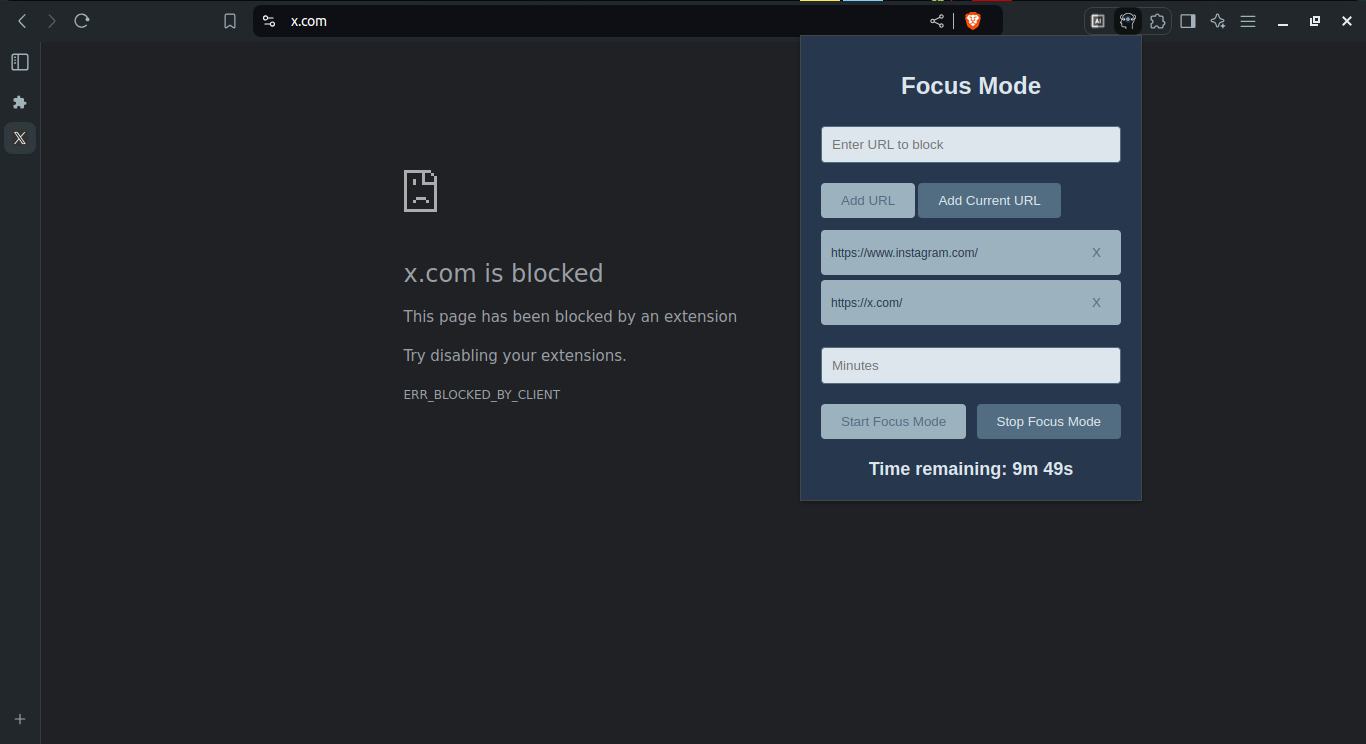 x.com
Focus Mode
Enter URL to block
Add URL
Add Current URL
https://www.instagram.com/
X
https://x.com/
X
Minutes
Start Focus Mode
Stop Focus Mode
Time remaining: 9m 49s
x.com is blocked
This page has been blocked by an extension
Try disabling your extensions.
ERR_BLOCKED_BY_CLIENT